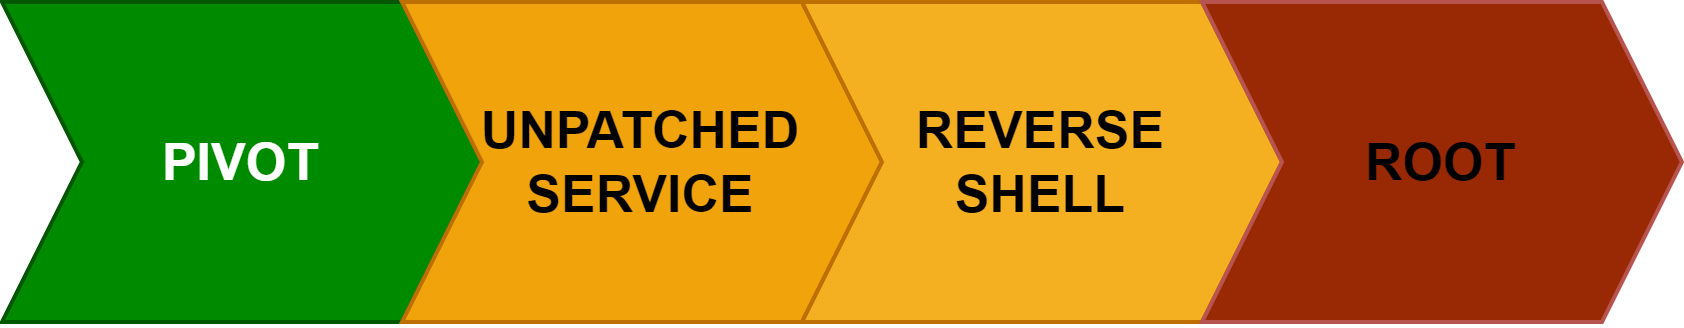 PIVOT
UNPATCHED
SERVICE
REVERSE
SHELL
ROOT